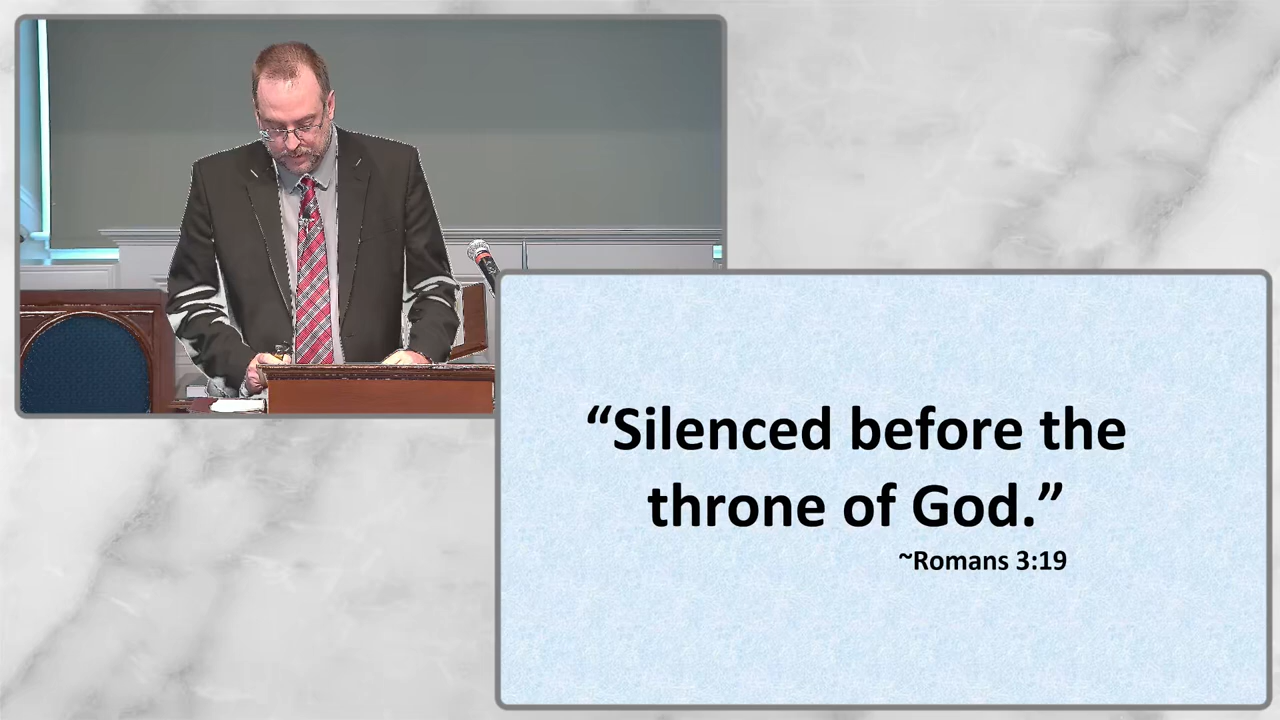 “Silenced before the
throne of God.”
~Romans 3:19